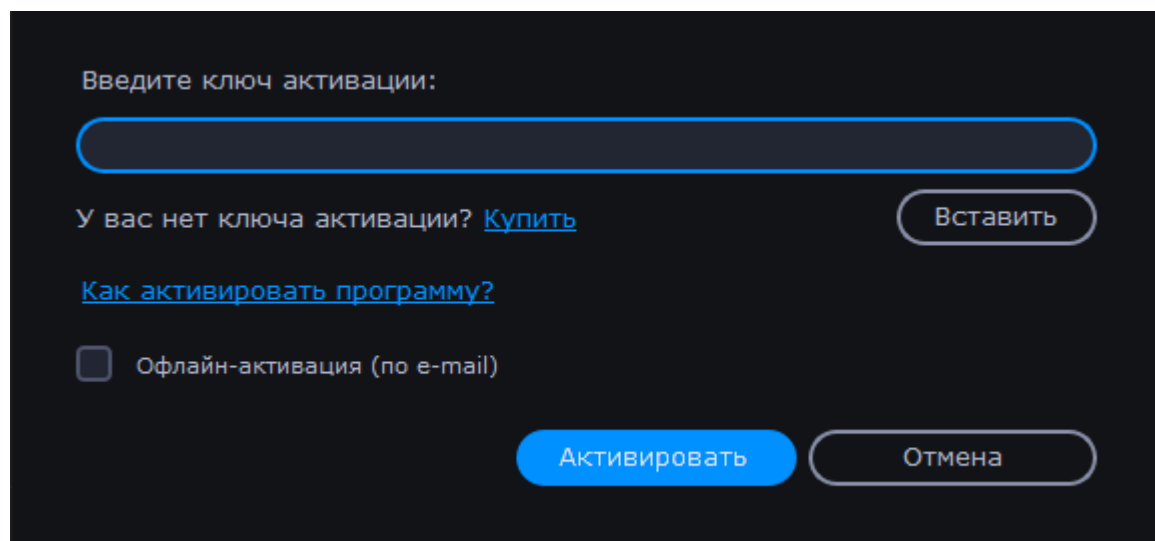 Введите ключ активации:
У вас нет ключа активации? Купить
Вставить
Как активировать программу?
Офлайн-активация (по e-mail)
Активировать
Отмена